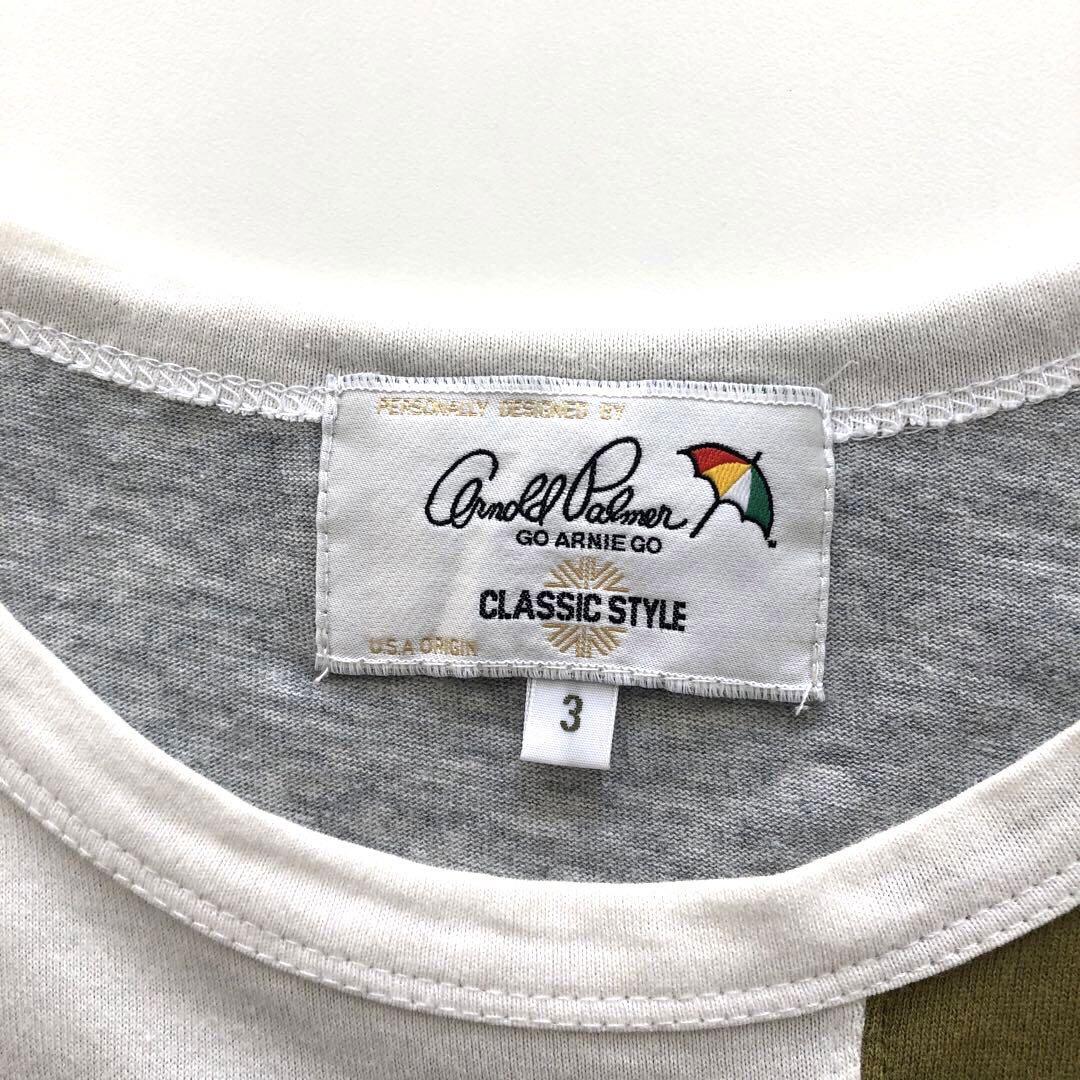 PERSONALLY DESIGNED BY
Arnold Palmer
GO ARNIE GO
CLASSIC STYLE
U.S.A ORIGIN
3